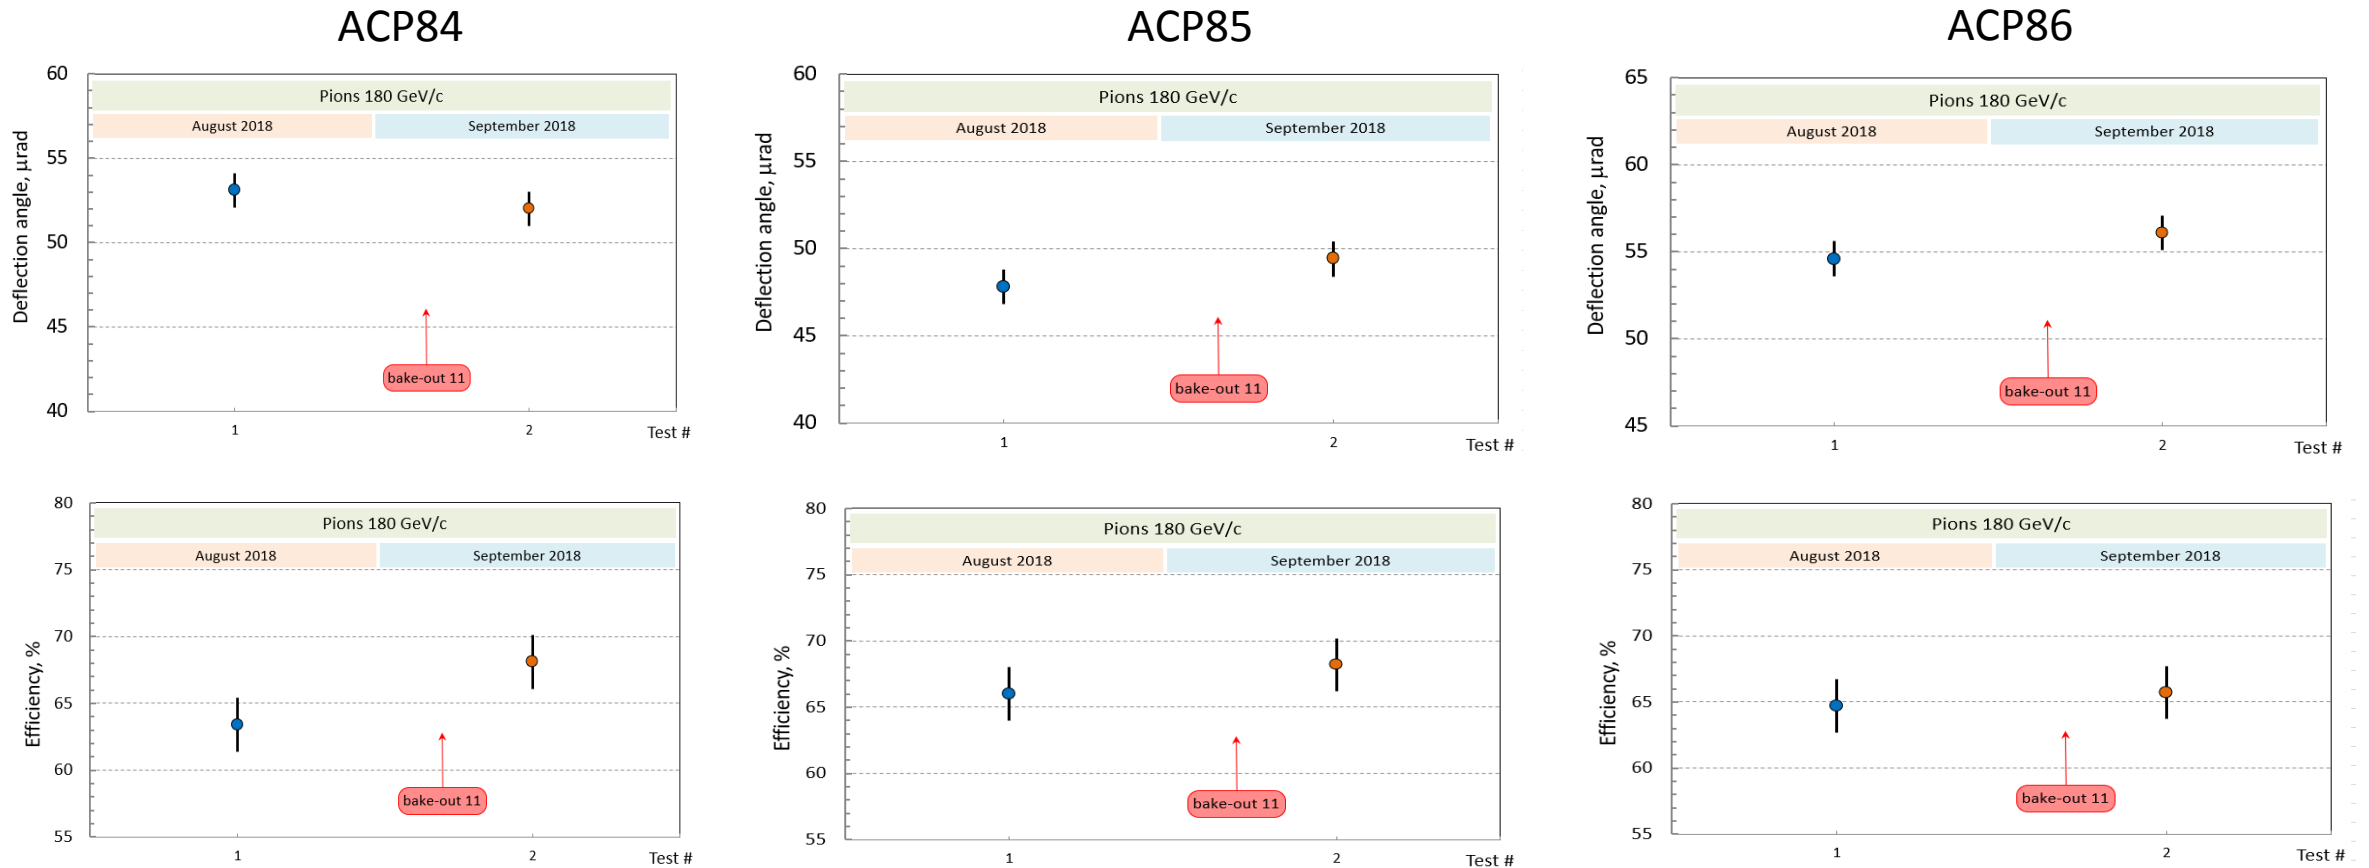 ACP84
ACP85
ACP86
60
Pions 180 GeV/c
August 2018
September 2018
55
50
45
40
Deflection angle, μrad
bake-out 11
1
2
Test #
60
Pions 180 GeV/c
August 2018
September 2018
55
50
45
40
Deflection angle, μrad
bake-out 11
1
2
Test #
65
Pions 180 GeV/c
August 2018
September 2018
60
55
50
45
Deflection angle, μrad
bake-out 11
1
2
Test #
80
Pions 180 GeV/c
August 2018
September 2018
75
70
65
60
55
Efficiency, %
bake-out 11
1
2
Test #
80
Pions 180 GeV/c
August 2018
September 2018
75
70
65
60
55
Efficiency, %
bake-out 11
1
2
Test #
80
Pions 180 GeV/c
August 2018
September 2018
75
70
65
60
55
Efficiency, %
bake-out 11
1
2
Test #